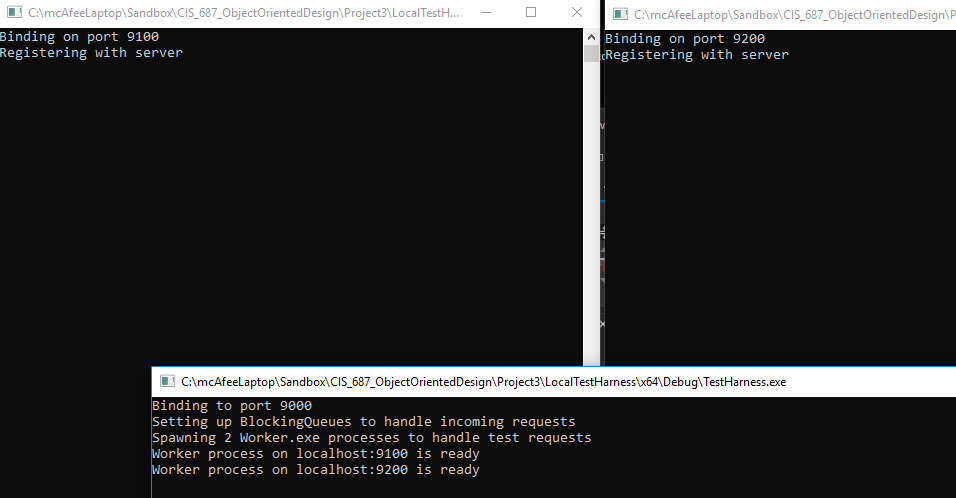 C:\mcAfeeLaptop\Sandbox\CIS_687_ObjectOrientedDesign\Project3\LocalTestH...
Binding on port 9100
Registering with server
C:\mcAfeeLaptop\Sandbox\CIS_687_ObjectOrientedDesign\P
Binding on port 9200
Registering with server
C:\mcAfeeLaptop\Sandbox\CIS_687_ObjectOrientedDesign\Project3\LocalTestHarness\x64\Debug\TestHarness.exe
Binding to port 9000
Setting up BlockingQueues to handle incoming requests
Spawning 2 Worker.exe processes to handle test requests
Worker process on localhost:9100 is ready
Worker process on localhost:9200 is ready